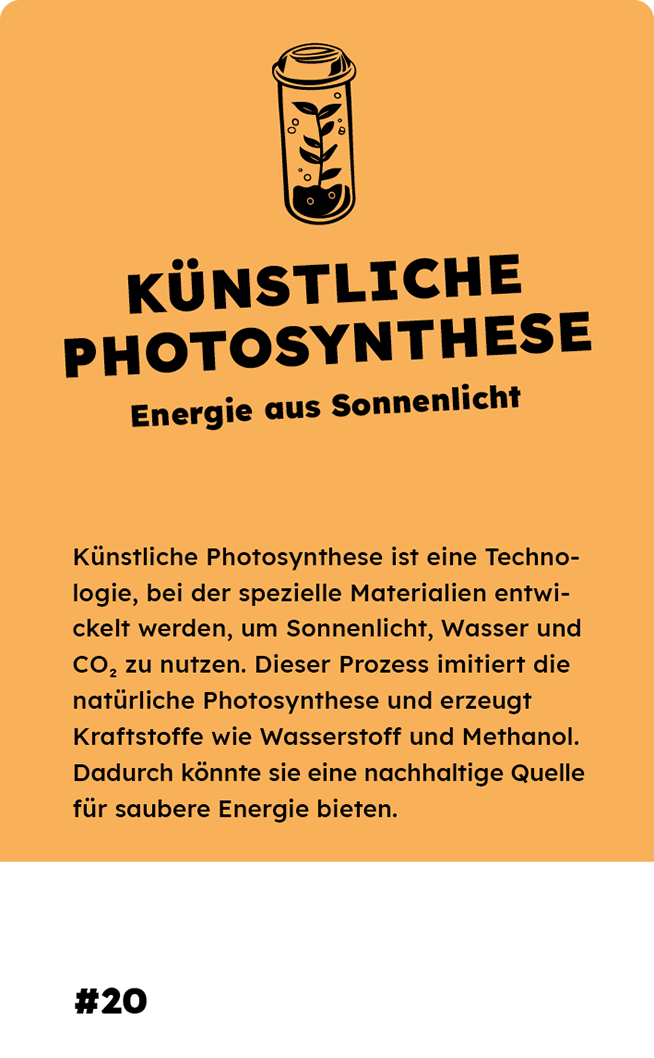 KÜNSTLICHE
PHOTOSYNTHESE
Energie aus Sonnenlicht
Künstliche Photosynthese ist eine Techno-
logie, bei der spezielle Materialien entwi-
ckelt werden, um Sonnenlicht, Wasser und
CO₂ zu nutzen. Dieser Prozess imitiert die
natürliche Photosynthese und erzeugt
Kraftstoffe wie Wasserstoff und Methanol.
Dadurch könnte sie eine nachhaltige Quelle
für saubere Energie bieten.
#20